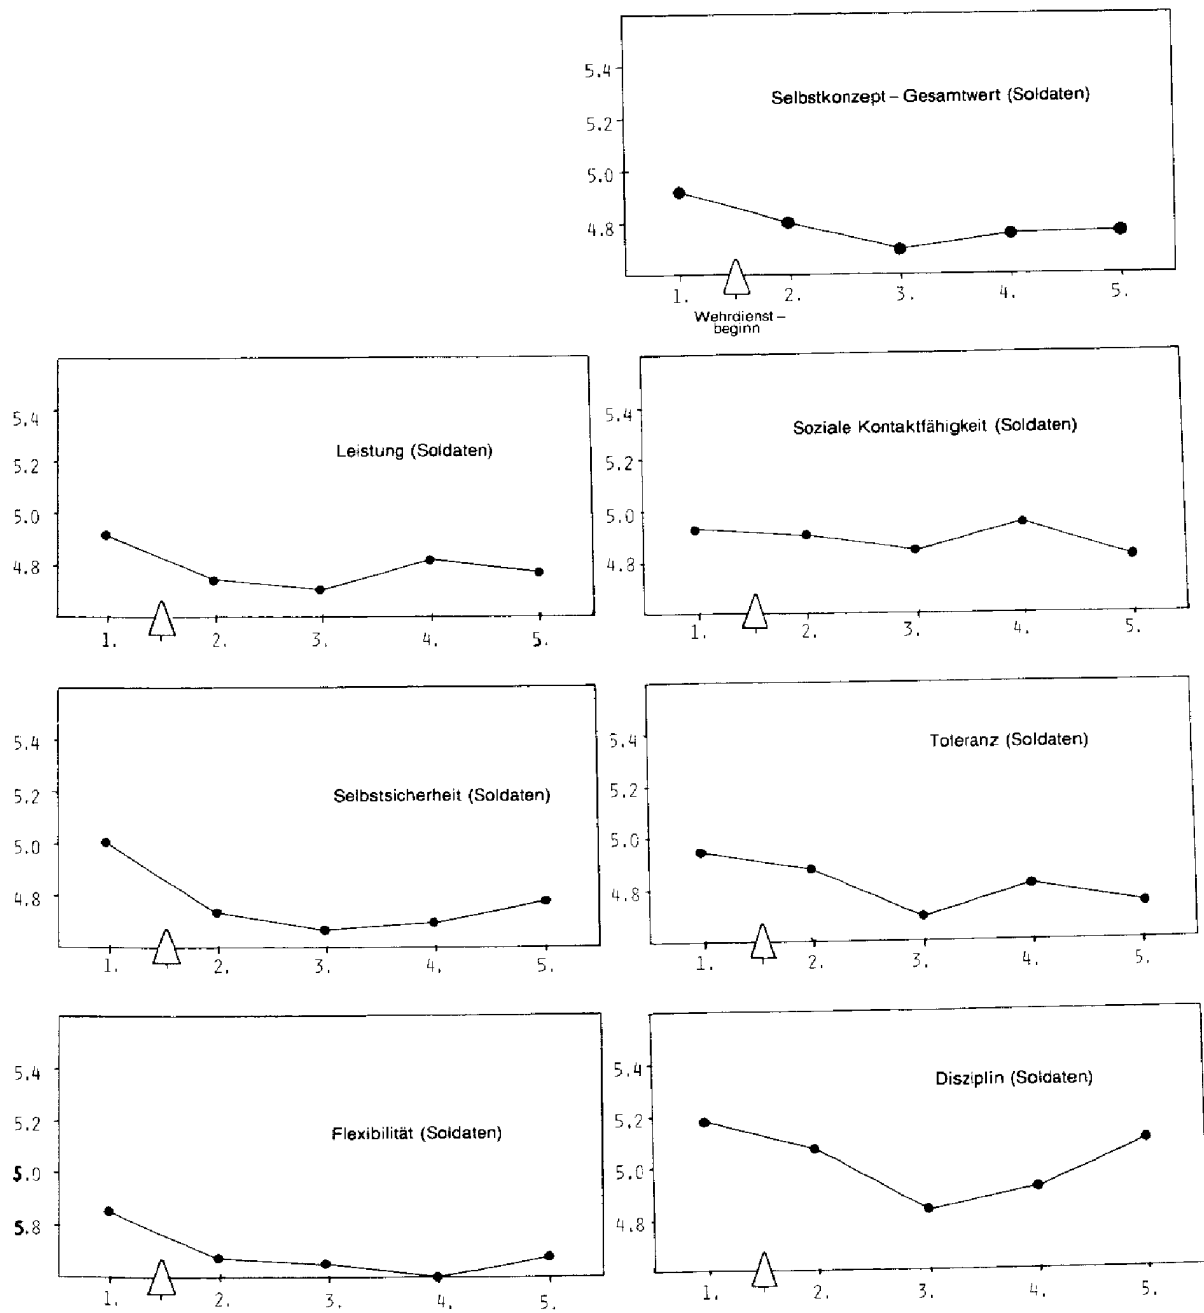 5.4
Selbstkonzept – Gesamtwert (Soldaten)
5.2
5.0
4.8
1. 2. 3. 4. 5.
Wehrdienst –
beginn
5.4
Leistung (Soldaten)
5.2
5.0
4.8
1. 2. 3. 4. 5.
5.4
Soziale Kontaktfähigkeit (Soldaten)
5.2
5.0
4.8
1. 2. 3. 4. 5.
5.4
Selbstsicherheit (Soldaten)
5.2
5.0
4.8
1. 2. 3. 4. 5.
5.4
Toleranz (Soldaten)
5.2
5.0
4.8
1. 2. 3. 4. 5.
5.4
5.2
Flexibilität (Soldaten)
5.0
5.8
1. 2. 3. 4. 5.
5.4
Disziplin (Soldaten)
5.2
5.0
4.8
1. 2. 3. 4. 5.